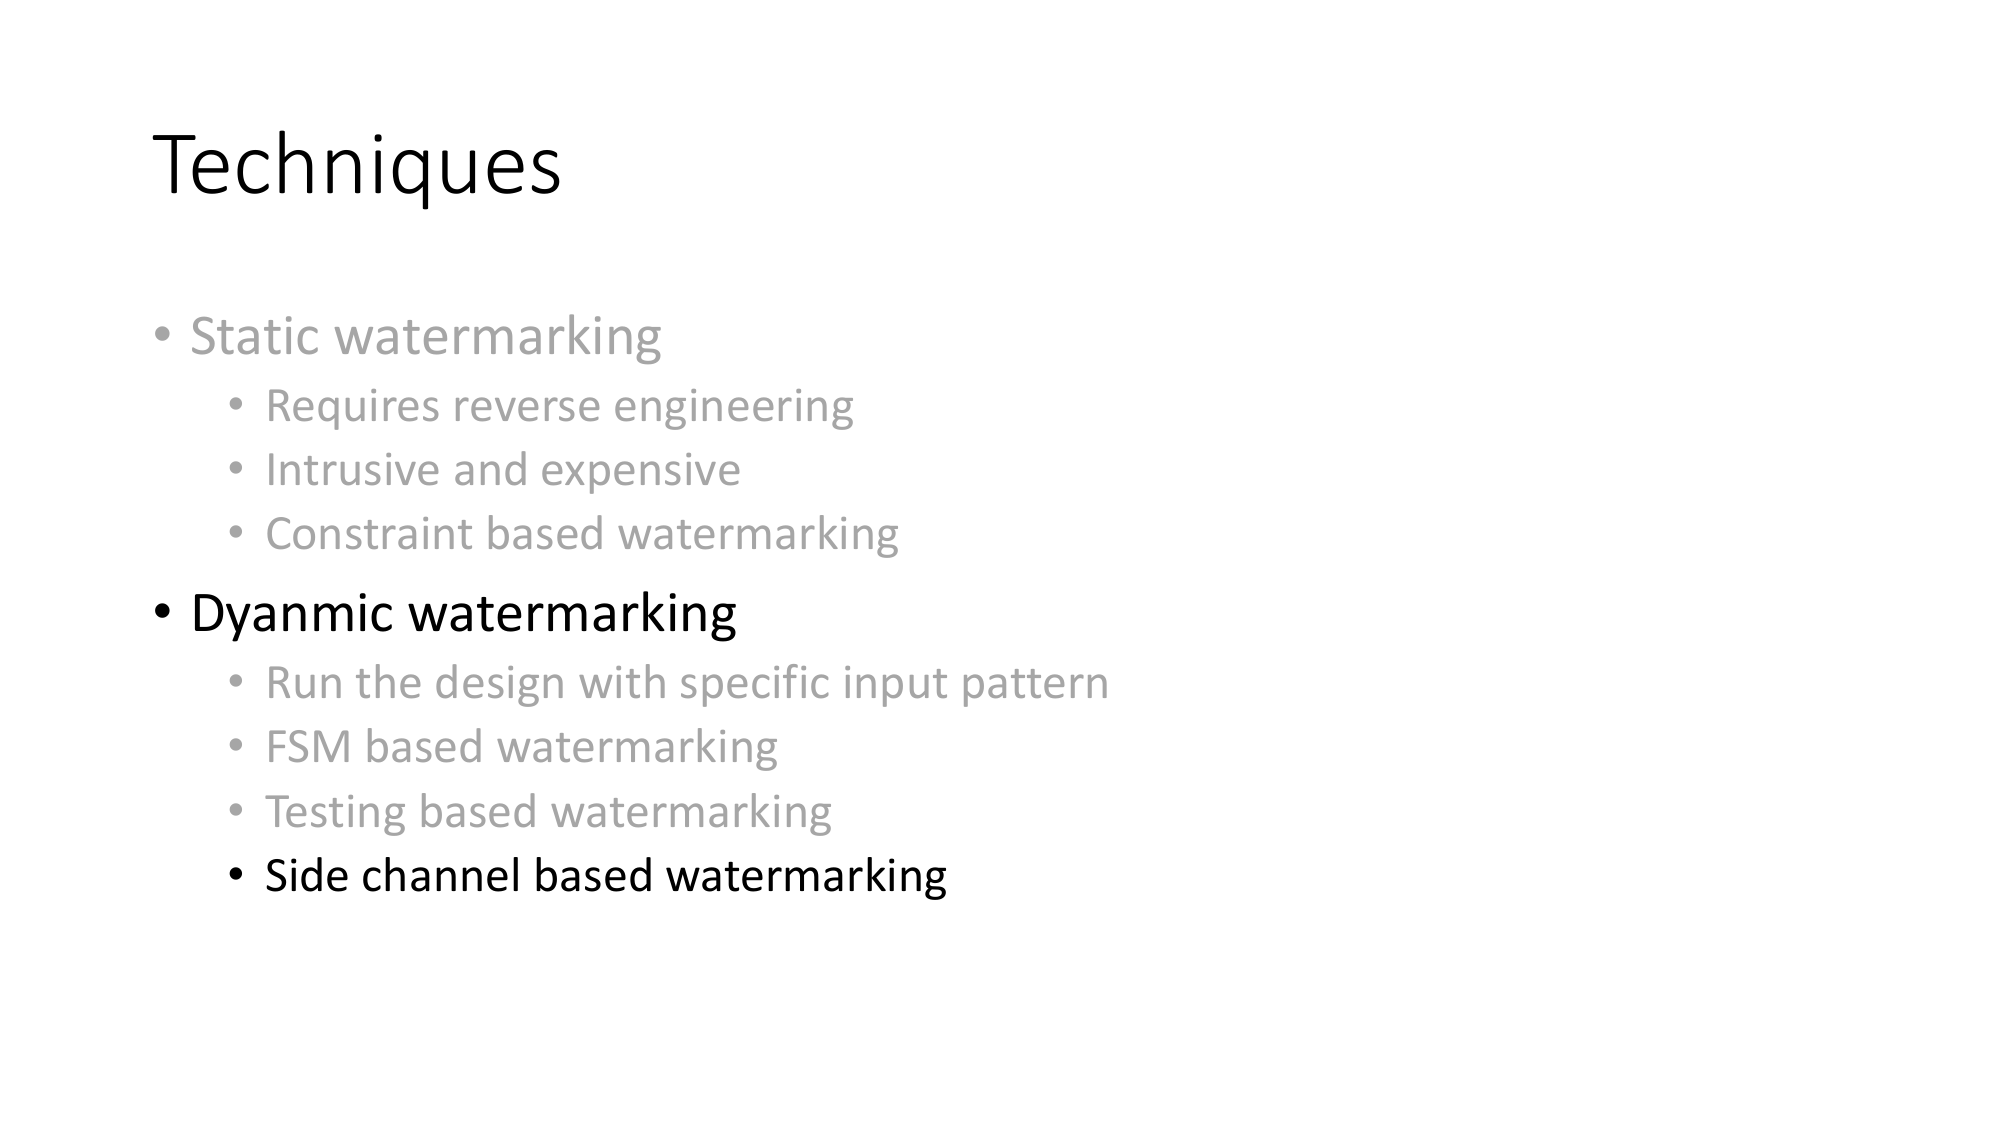 Techniques
• Static watermarking
• Requires reverse engineering
• Intrusive and expensive
• Constraint based watermarking
• Dyanmic watermarking
• Run the design with specific input pattern
• FSM based watermarking
• Testing based watermarking
• Side channel based watermarking